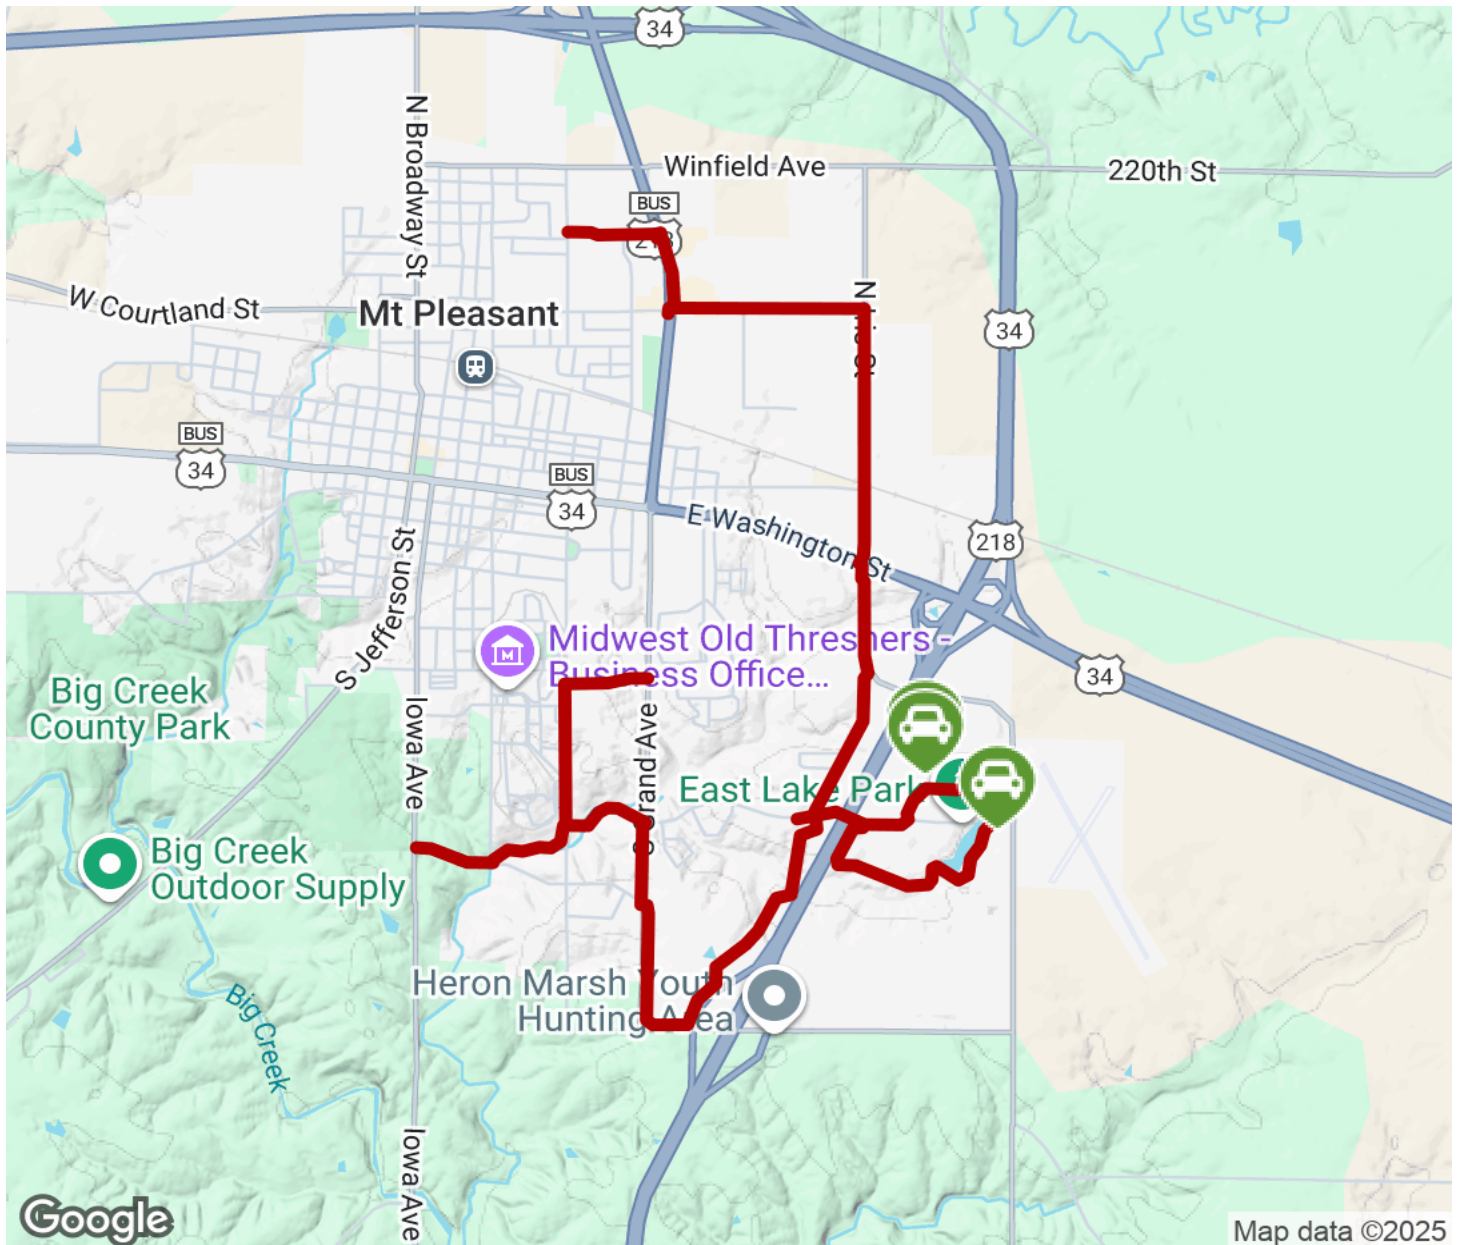 34
N Broadway St
Winfield Ave
220th St
BUS
W Courtland St
Mt Pleasant
34
BUS
34
BUS
34
E Washington St
218
S Jefferson St
Midwest Old Threshers -
Business Office...
34
Big Creek
County Park
Iowa Ave
S Grand Ave
East Lake Park
Big Creek
Outdoor Supply
Heron Marsh Youth
Hunting Area
Big Creek
Iowa Ave
Google
Map data ©2025